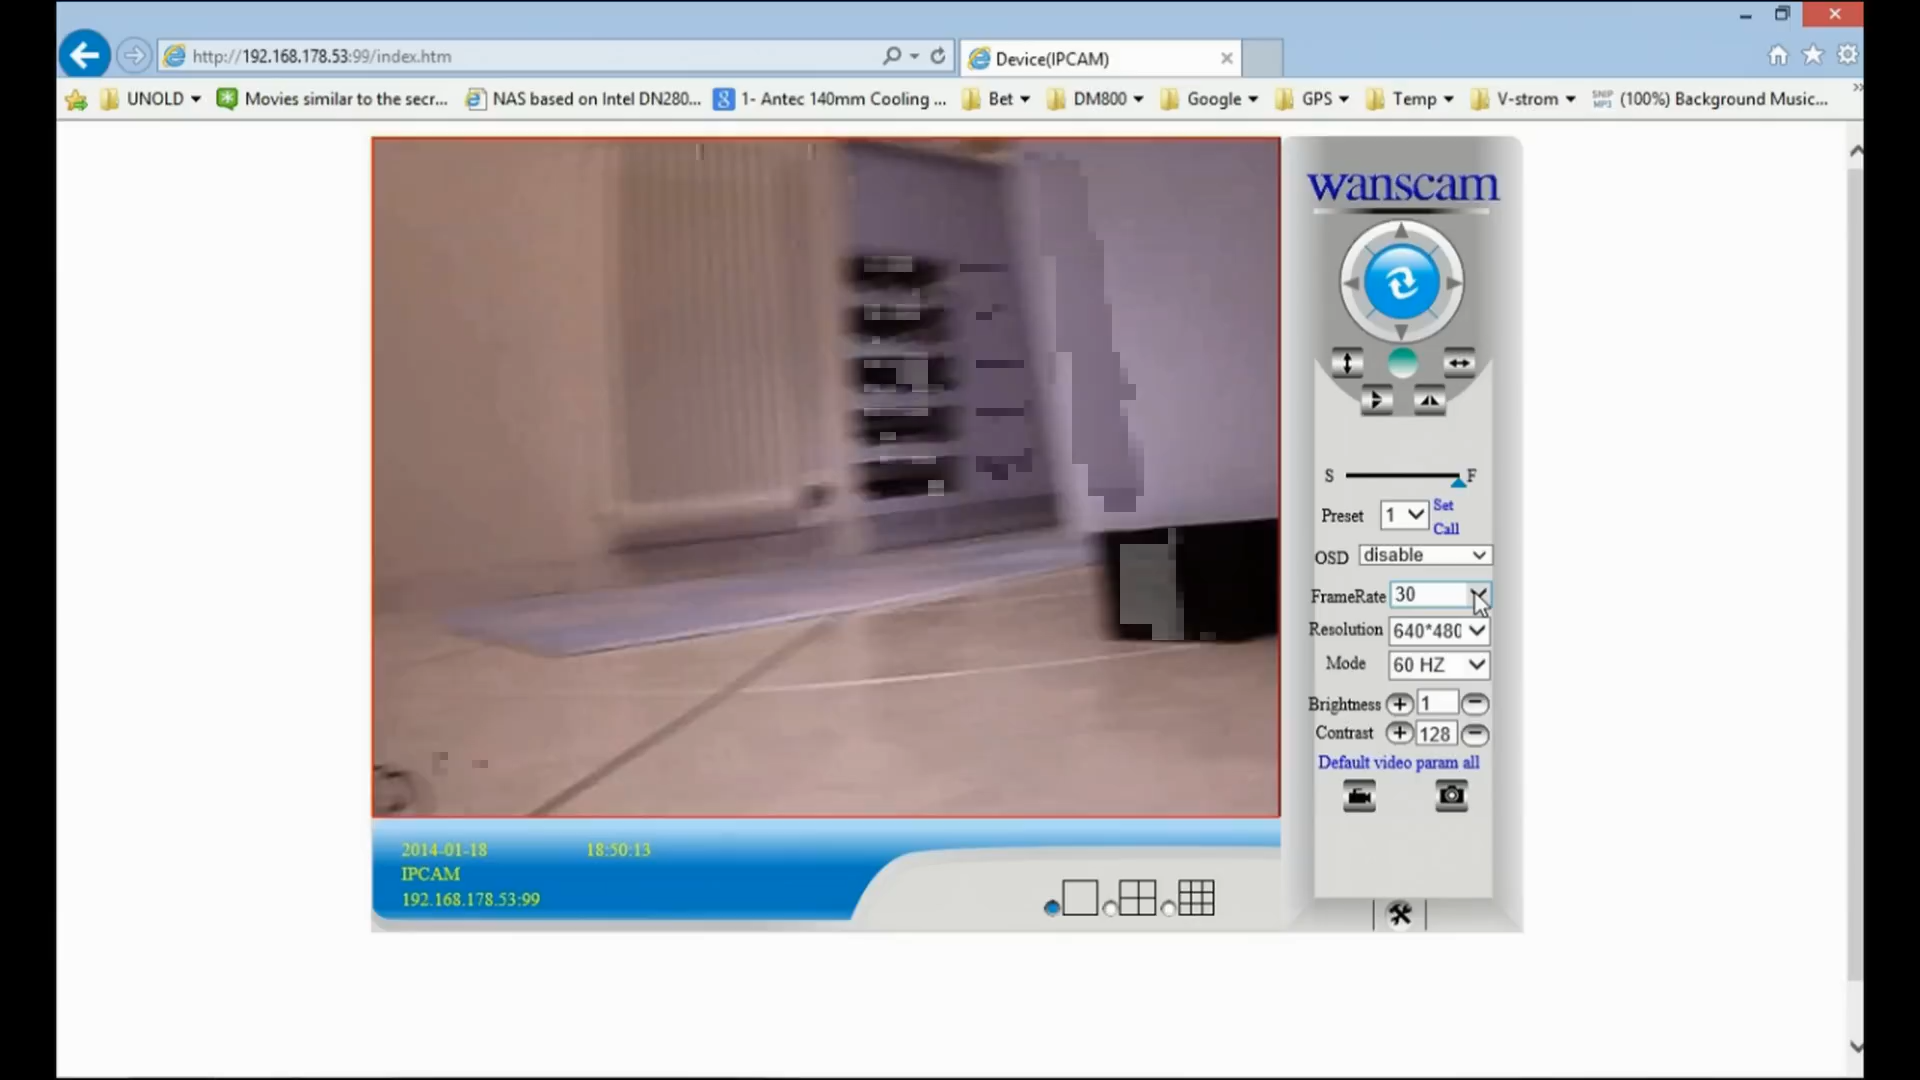 http://192.168.178.53:99/index.htm
Device(IPCAM)
UNOLD
Movies similar to the secr...
NAS based on Intel DN280...
1- Antec 140mm Cooling ...
Bet
DM800
Google
GPS
Temp
V-strom
SNIP MP3
(100%) Background Music...
wanscam
S F
Preset 1 Set
Call
OSD disable
FrameRate 30
Resolution 640*480
Mode 60 HZ
Brightness + 1 −
Contrast + 128 −
Default video param all
2014-01-18 18:50:13
IPCAM
192.168.178.53:99